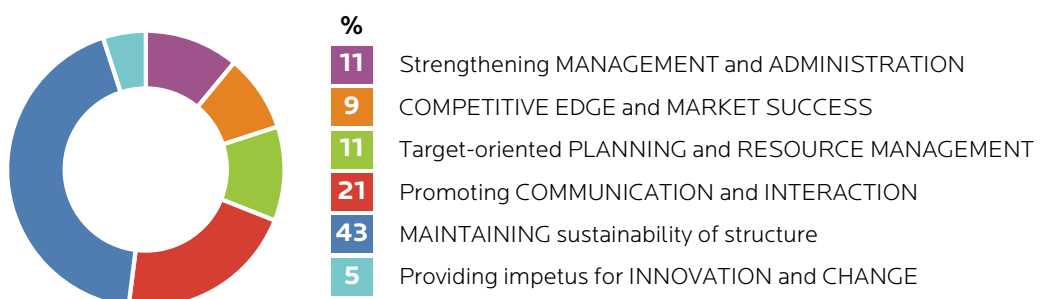 %
11 Strengthening MANAGEMENT and ADMINISTRATION
9 COMPETITIVE EDGE and MARKET SUCCESS
11 Target-oriented PLANNING and RESOURCE MANAGEMENT
21 Promoting COMMUNICATION and INTERACTION
43 MAINTAINING sustainability of structure
5 Providing impetus for INNOVATION and CHANGE